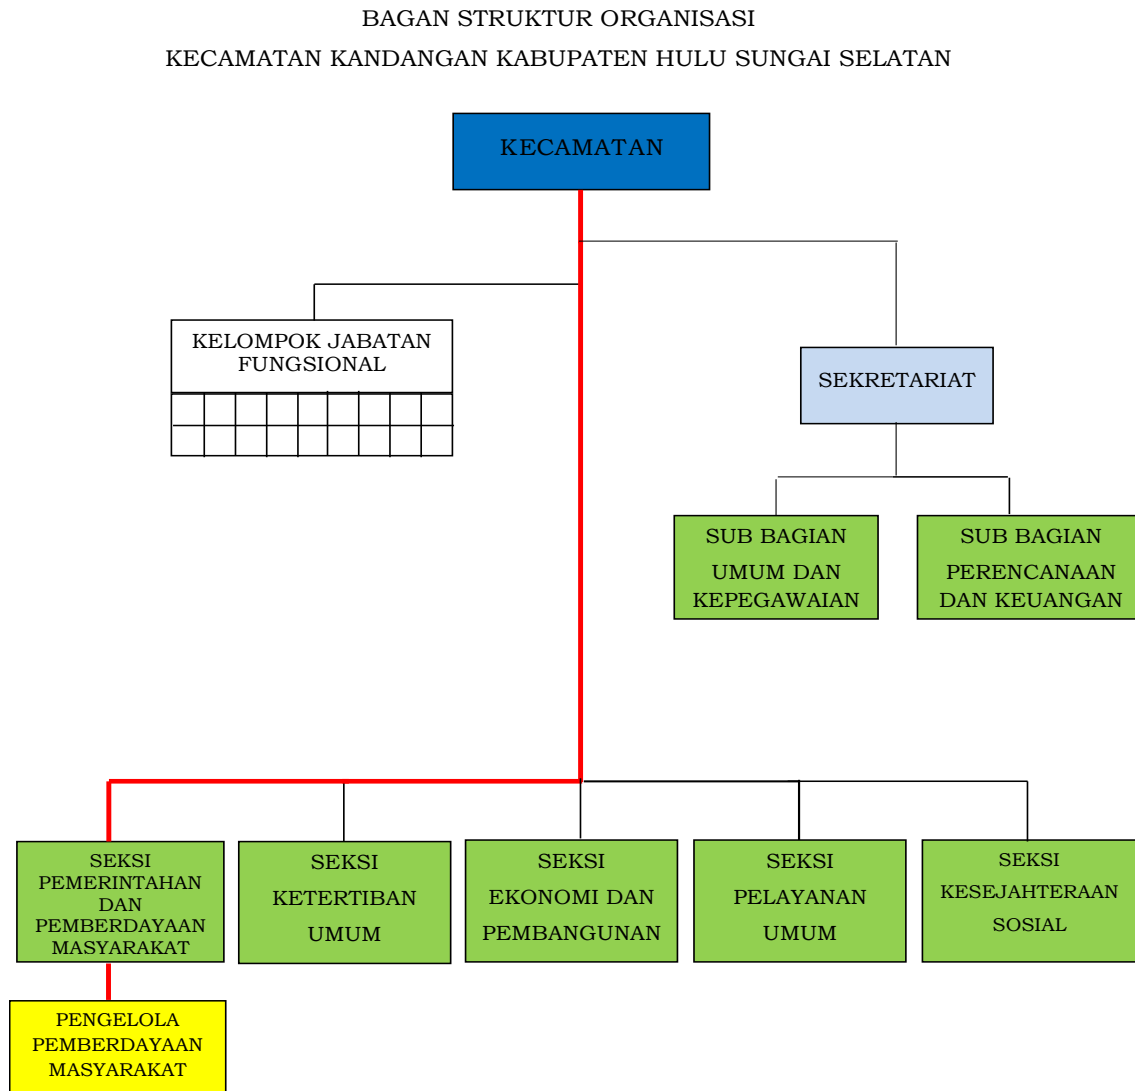 BAGAN STRUKTUR ORGANISASI
KECAMATAN KANDANGAN KABUPATEN HULU SUNGAI SELATAN
KECAMATAN
KELOMPOK JABATAN
FUNGSIONAL
SEKRETARIAT
SUB BAGIAN
UMUM DAN
KEPEGAWAIAN
SUB BAGIAN
PERENCANAAN
DAN KEUANGAN
SEKSI
PEMERINTAHAN
DAN
PEMBERDAYAAN
MASYARAKAT
SEKSI
KETERTIBAN
UMUM
SEKSI
EKONOMI DAN
PEMBANGUNAN
SEKSI
PELAYANAN
UMUM
SEKSI
KESEJAHTERAAN
SOSIAL
PENGELOLA
PEMBERDAYAAN
MASYARAKAT